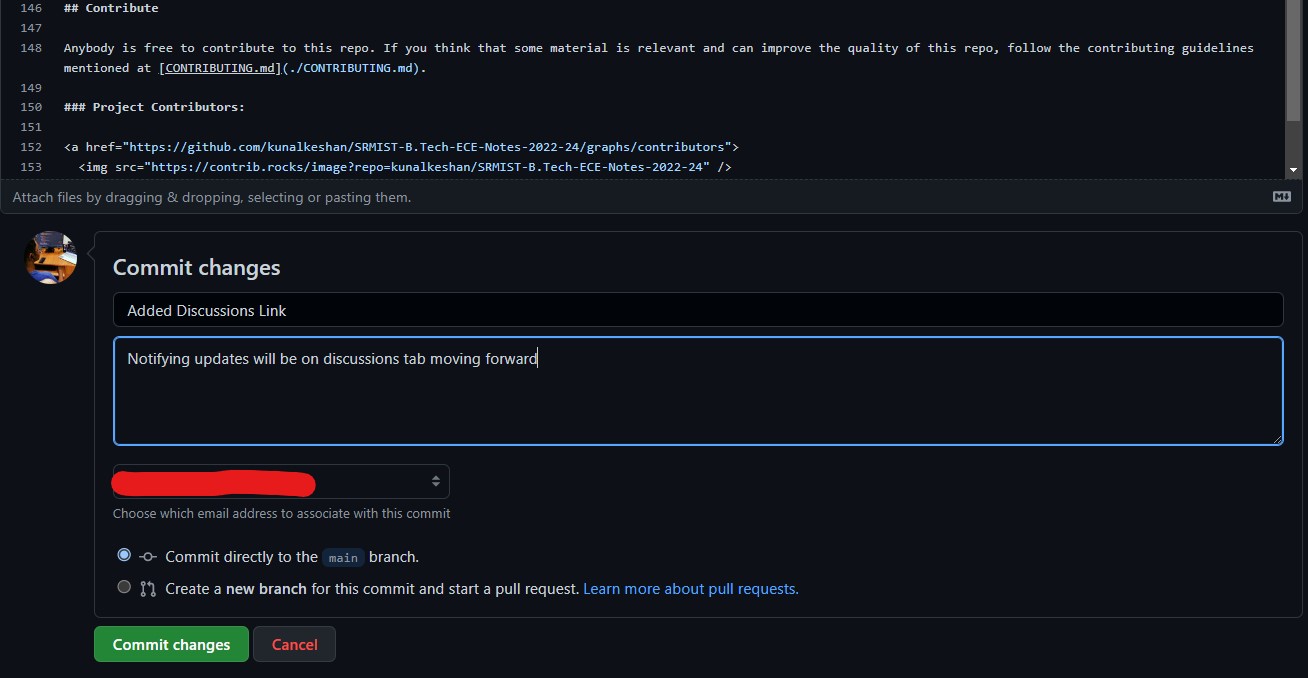 146 ## Contribute
147
148 Anybody is free to contribute to this repo. If you think that some material is relevant and can improve the quality of this repo, follow the contributing guidelines
mentioned at [CONTRIBUTING.md](./CONTRIBUTING.md).
149
150 ### Project Contributors:
151
152 <a href="https://github.com/kunalkeshan/SRMIST-B.Tech-ECE-Notes-2022-24/graphs/contributors">
153 <img src="https://contrib.rocks/image?repo=kunalkeshan/SRMIST-B.Tech-ECE-Notes-2022-24" />
Attach files by dragging & dropping, selecting or pasting them.
Commit changes
Added Discussions Link
Notifying updates will be on discussions tab moving forward
Choose which email address to associate with this commit
Commit directly to the main branch.
Create a new branch for this commit and start a pull request. Learn more about pull requests.
Commit changes Cancel